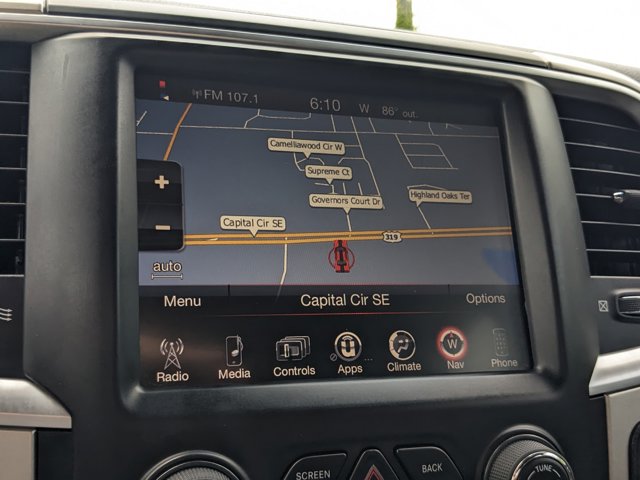 FM 107.1 6:10 W 86° out.
Camelliawood Cir W
Supreme Ct
Highland Oaks Ter
Governors Court Dr
Capital Cir SE
319
+
-
auto
Menu Capital Cir SE Options
W
Radio Media Controls Apps Climate Nav Phone
SCREEN BACK TUNE